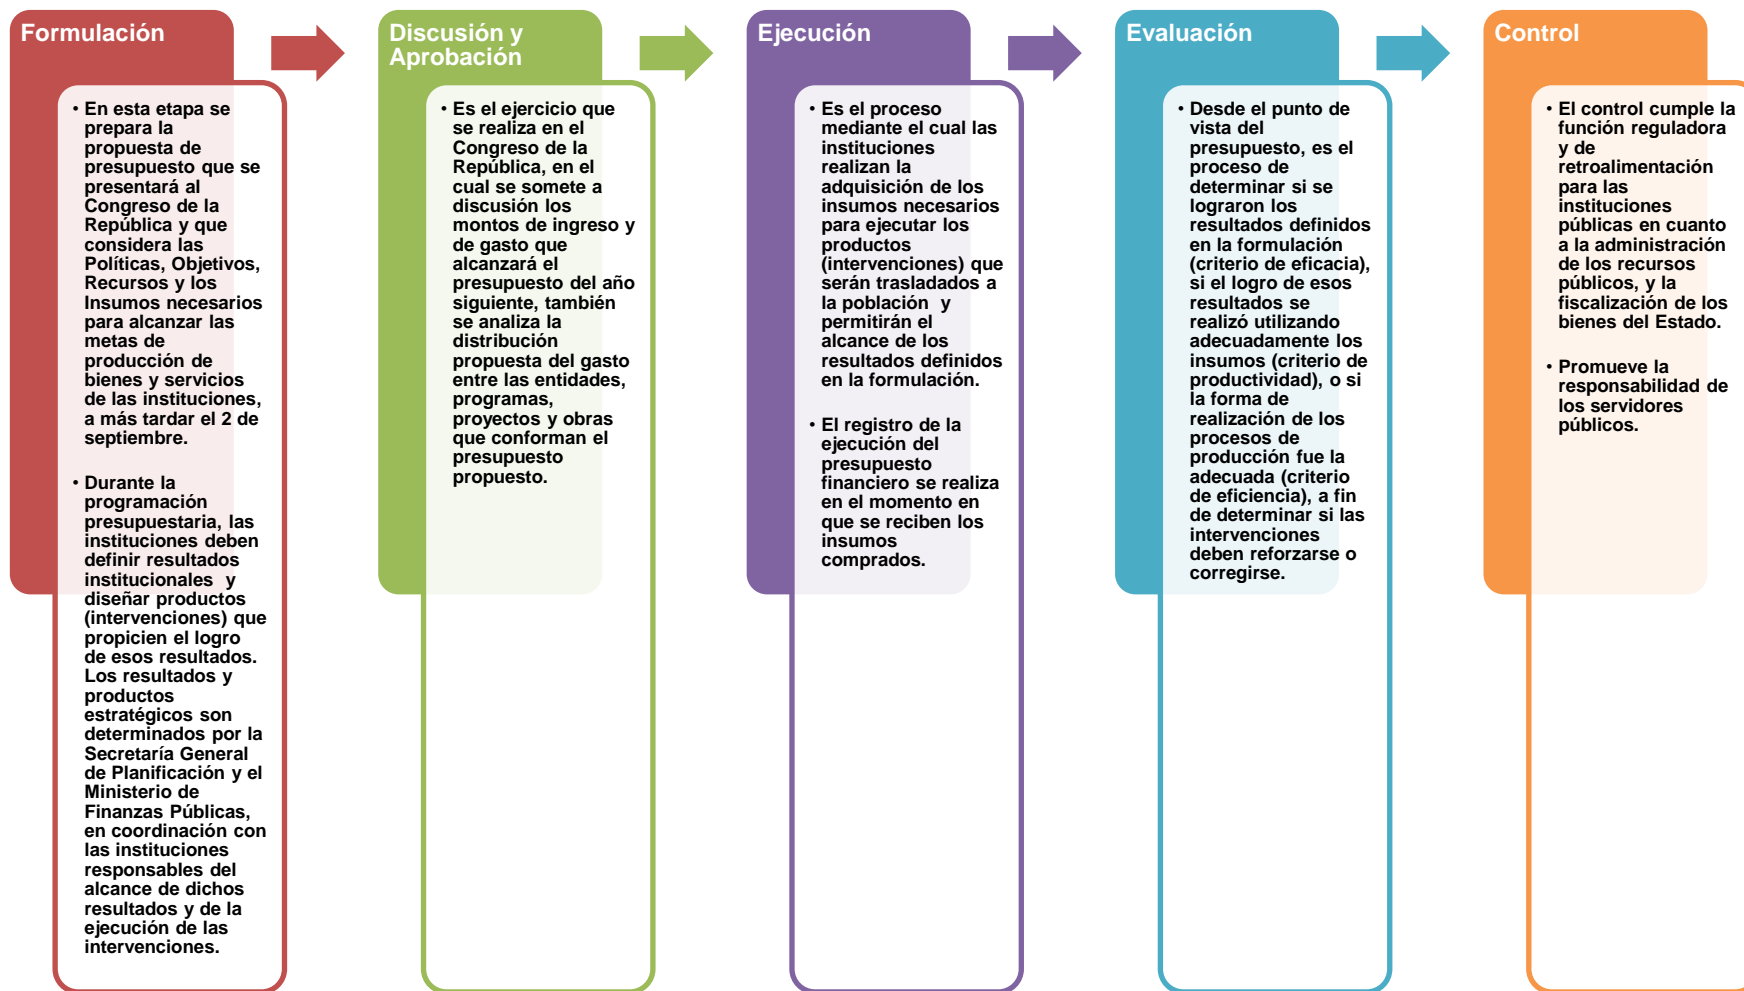 Formulación
• En esta etapa se
prepara la
propuesta de
presupuesto que se
presentará al
Congreso de la
República y que
considera las
Políticas, Objetivos,
Recursos y los
Insumos necesarios
para alcanzar las
metas de
producción de
bienes y servicios
de las instituciones,
a más tardar el 2 de
septiembre.
• Durante la
programación
presupuestaria, las
instituciones deben
definir resultados
institucionales y
diseñar productos
(intervenciones) que
propicien el logro
de esos resultados.
Los resultados y
productos
estratégicos son
determinados por la
Secretaría General
de Planificación y el
Ministerio de
Finanzas Públicas,
en coordinación con
las instituciones
responsables del
alcance de dichos
resultados y de la
ejecución de las
intervenciones.
Discusión y
Aprobación
• Es el ejercicio que
se realiza en el
Congreso de la
República, en el
cual se somete a
discusión los
montos de ingreso y
de gasto que
alcanzará el
presupuesto del año
siguiente, también
se analiza la
distribución
propuesta del gasto
entre las entidades,
programas,
proyectos y obras
que conforman el
presupuesto
propuesto.
Ejecución
• Es el proceso
mediante el cual las
instituciones
realizan la
adquisición de los
insumos necesarios
para ejecutar los
productos
(intervenciones) que
serán trasladados a
la población y
permitirán el
alcance de los
resultados definidos
en la formulación.
• El registro de la
ejecución del
presupuesto
financiero se realiza
en el momento en
que se reciben los
insumos
comprados.
Evaluación
• Desde el punto de
vista del
presupuesto, es el
proceso de
determinar si se
lograron los
resultados definidos
en la formulación
(criterio de eficacia),
si el logro de esos
resultados se
realizó utilizando
adecuadamente los
insumos (criterio de
productividad), o si
la forma de
realización de los
procesos de
producción fue la
adecuada (criterio
de eficiencia), a fin
de determinar si las
intervenciones
deben reforzarse o
corregirse.
Control
• El control cumple la
función reguladora
y de
retroalimentación
para las
instituciones
públicas en cuanto
a la administración
de los recursos
públicos, y la
fiscalización de los
bienes del Estado.
• Promueve la
responsabilidad de
los servidores
públicos.